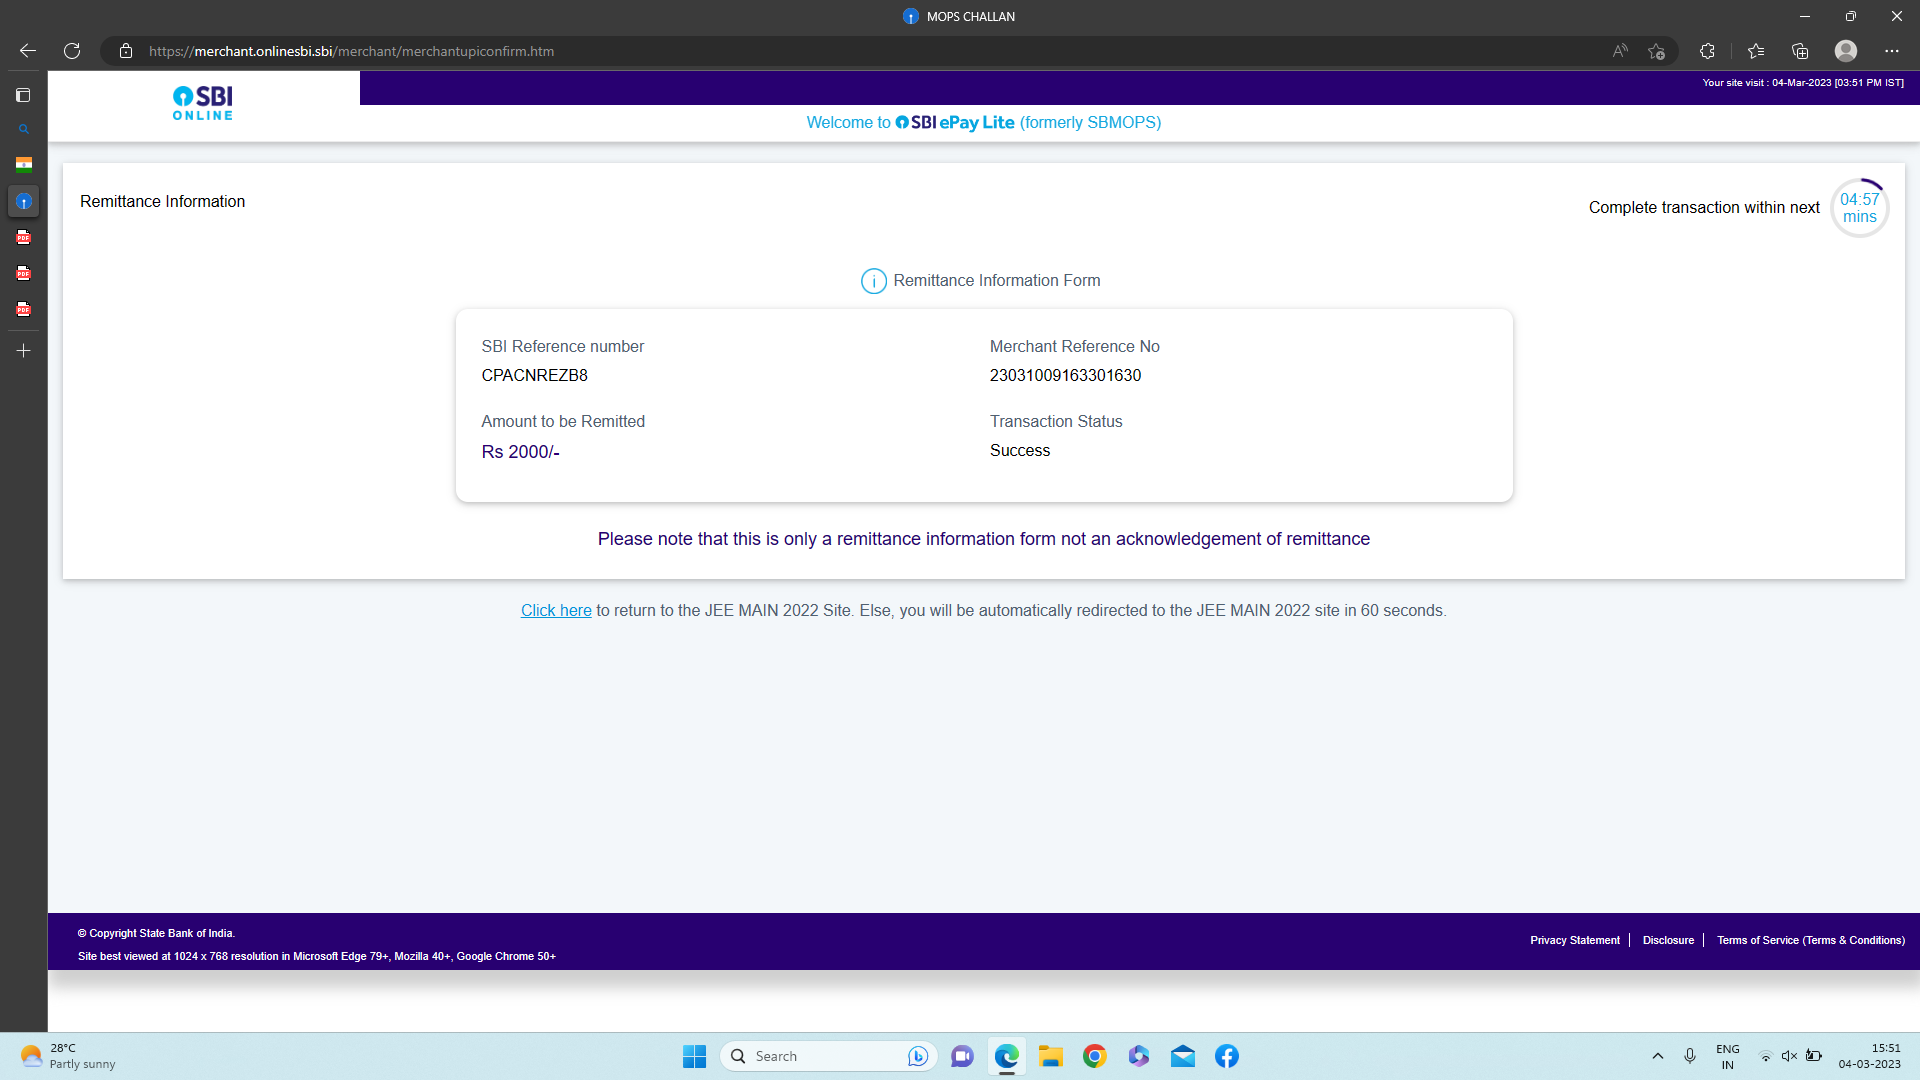 MOPS CHALLAN
https://merchant.onlinesbi.sbi/merchant/merchantupiconfirm.htm
SBI
ONLINE
Your site visit : 04-Mar-2023 [03:51 PM IST]
Welcome to SBI ePay Lite (formerly SBMOPS)
Remittance Information
Complete transaction within next
04:57
mins
Remittance Information Form
SBI Reference number
CPACNREZB8
Merchant Reference No
23031009163301630
Amount to be Remitted
Rs 2000/-
Transaction Status
Success
Please note that this is only a remittance information form not an acknowledgement of remittance
Click here to return to the JEE MAIN 2022 Site. Else, you will be automatically redirected to the JEE MAIN 2022 site in 60 seconds.
© Copyright State Bank of India.
Site best viewed at 1024 x 768 resolution in Microsoft Edge 79+, Mozilla 40+, Google Chrome 50+
Privacy Statement
Disclosure
Terms of Service (Terms & Conditions)
PDF
PDF
PDF
28°C
Partly sunny
Search
ENG
IN
15:51
04-03-2023